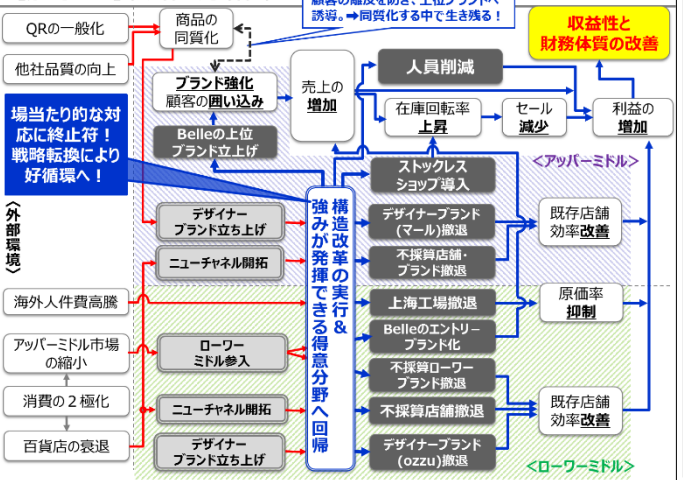 顧客の離反を防ぎ、上位ブランドへ
誘導。➡同質化する中で生き残る！
QRの一般化
他社品質の向上
商品の
同質化
収益性と
財務体質の改善
場当たり的な対
応に終止符！
戦略転換により
好循環へ！
ブランド強化
顧客の囲い込み
Belleの上位
ブランド立上げ
売上の
増加
人員削減
在庫回転率
上昇
セール
減少
利益の
増加
ストックレス
ショップ導入
<アッパーミドル>
〈外部環境〉
デザイナー
ブランド立ち上げ
ニューチャネル開拓
構造改革の実行＆
強みが発揮できる得意分野へ回帰
デザイナーブランド
(マール)撤退
不採算店舗・
ブランド撤退
既存店舗
効率改善
海外人件費高騰
上海工場撤退
原価率
抑制
アッパーミドル市場
の縮小
ローワー
ミドル参入
Belleのエントリー
ブランド化
不採算ローワー
ブランド撤退
消費の２極化
ニューチャネル開拓
不採算店舗撤退
既存店舗
効率改善
百貨店の衰退
デザイナー
ブランド立ち上げ
デザイナーブランド
(ozzu)撤退
<ローワーミドル>